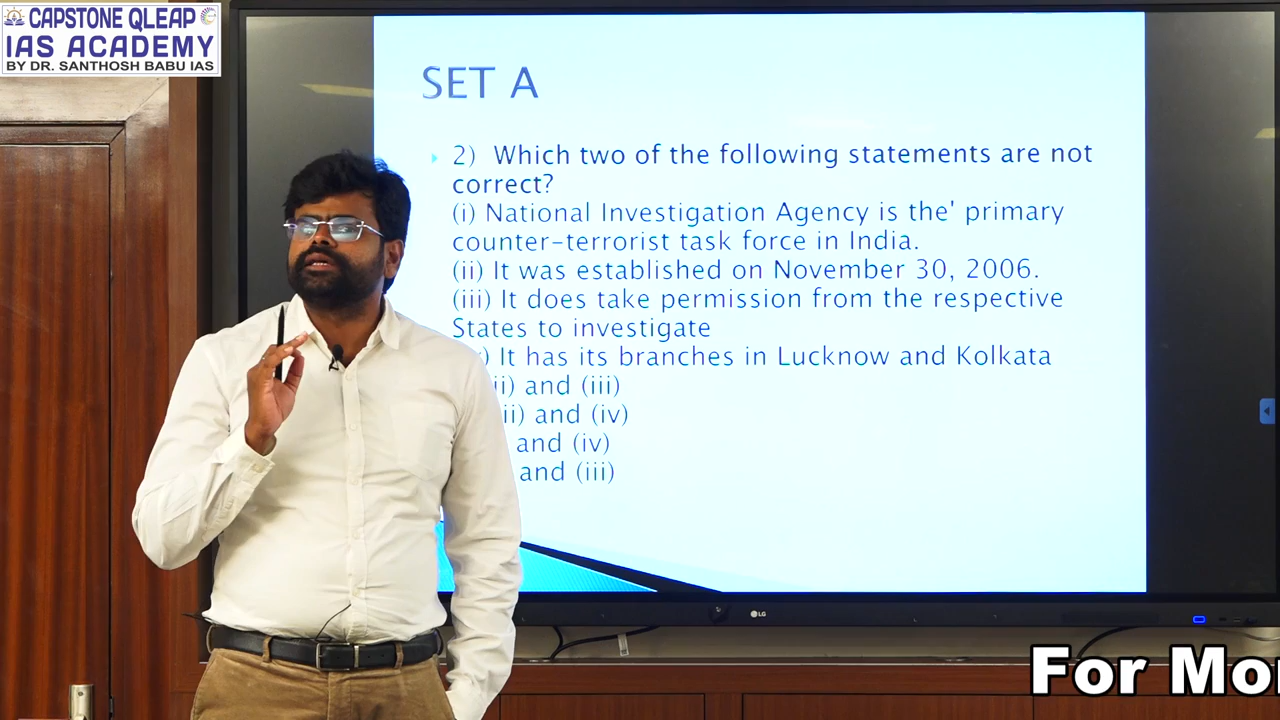 CAPSTONE QLEAP
IAS ACADEMY
BY DR. SANTHOSH BABU IAS
SET A
2) Which two of the following statements are not
correct?
(i) National Investigation Agency is the' primary
counter-terrorist task force in India.
(ii) It was established on November 30, 2006.
(iii) It does take permission from the respective
States to investigate
) It has its branches in Lucknow and Kolkata
ii) and (iii)
ii) and (iv)
and (iv)
and (iii)
LG
For Mo